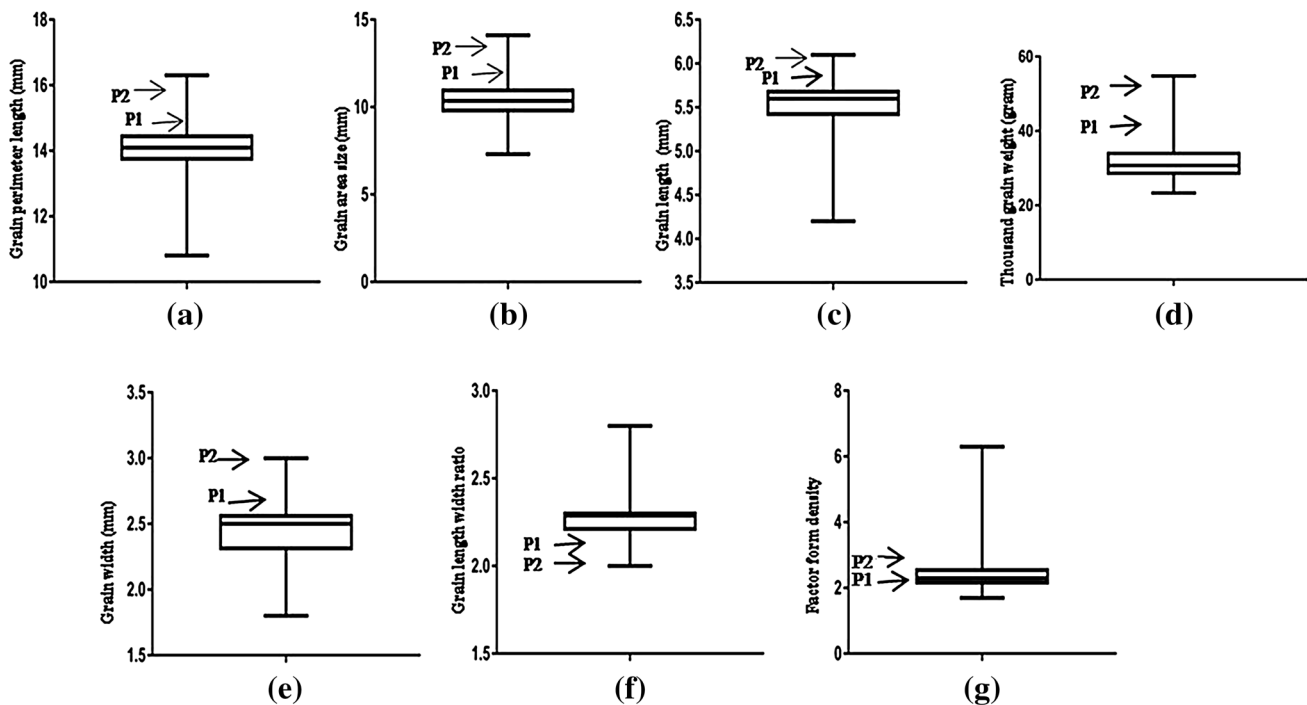 Grain perimeter length (mm)
18
16
14
12
10
P2
P1
(a)
Grain area size (mm)
15
10
5
0
P2
P1
(b)
Grain length (mm)
6.5
6.0
5.5
5.0
4.5
4.0
3.5
P2
P1
(c)
Thousand grain weight (gram)
60
40
20
0
P2
P1
(d)
Grain width (mm)
3.5
3.0
2.5
2.0
1.5
P2
P1
(e)
Grain length width ratio
3.0
2.5
2.0
1.5
P1
P2
(f)
Factor form density
8
6
4
2
0
P2
P1
(g)